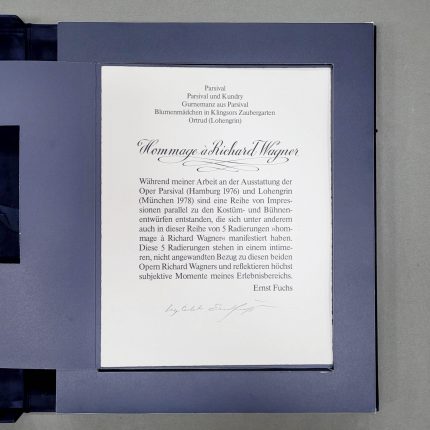 Parsival
Parsival und Kundry
Gurnemanz aus Parsival
Blumenmädchen in Klingsors Zaubergarten
Ortrud (Lohengrin)
Hommage à Richard Wagner
Während meiner Arbeit an der Ausstattung der
Oper Parsival (Hamburg 1976) und Lohengrin
(München 1978) sind eine Reihe von Impres-
sionen parallel zu den Kostüm- und Bühnen-
entwürfen entstanden, die sich unter anderem
auch in dieser Reihe von 5 Radierungen »hom-
mage à Richard Wagner« manifestiert haben.
Diese 5 Radierungen stehen in einem intime-
ren, nicht angewandten Bezug zu diesen beiden
Opern Richard Wagners und reflektieren höchst
subjektive Momente meines Erlebnisbereichs.
Ernst Fuchs